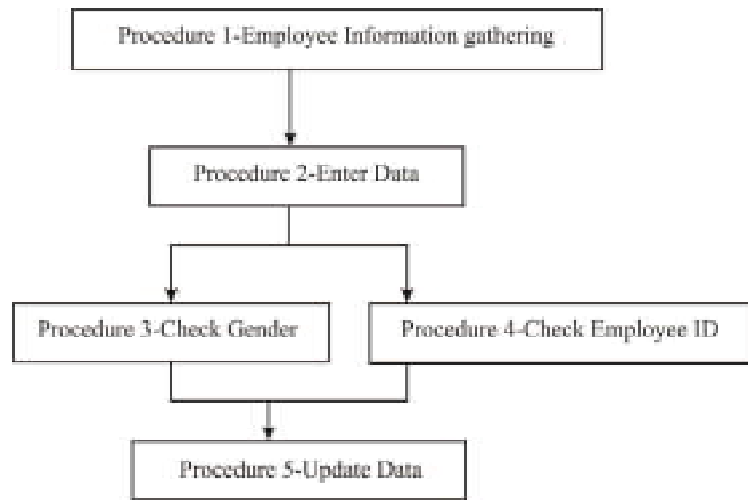 Procedure 1-Employee Information gathering
Procedure 2-Enter Data
Procedure 3-Check Gender
Procedure 4-Check Employee ID
Procedure 5-Update Data